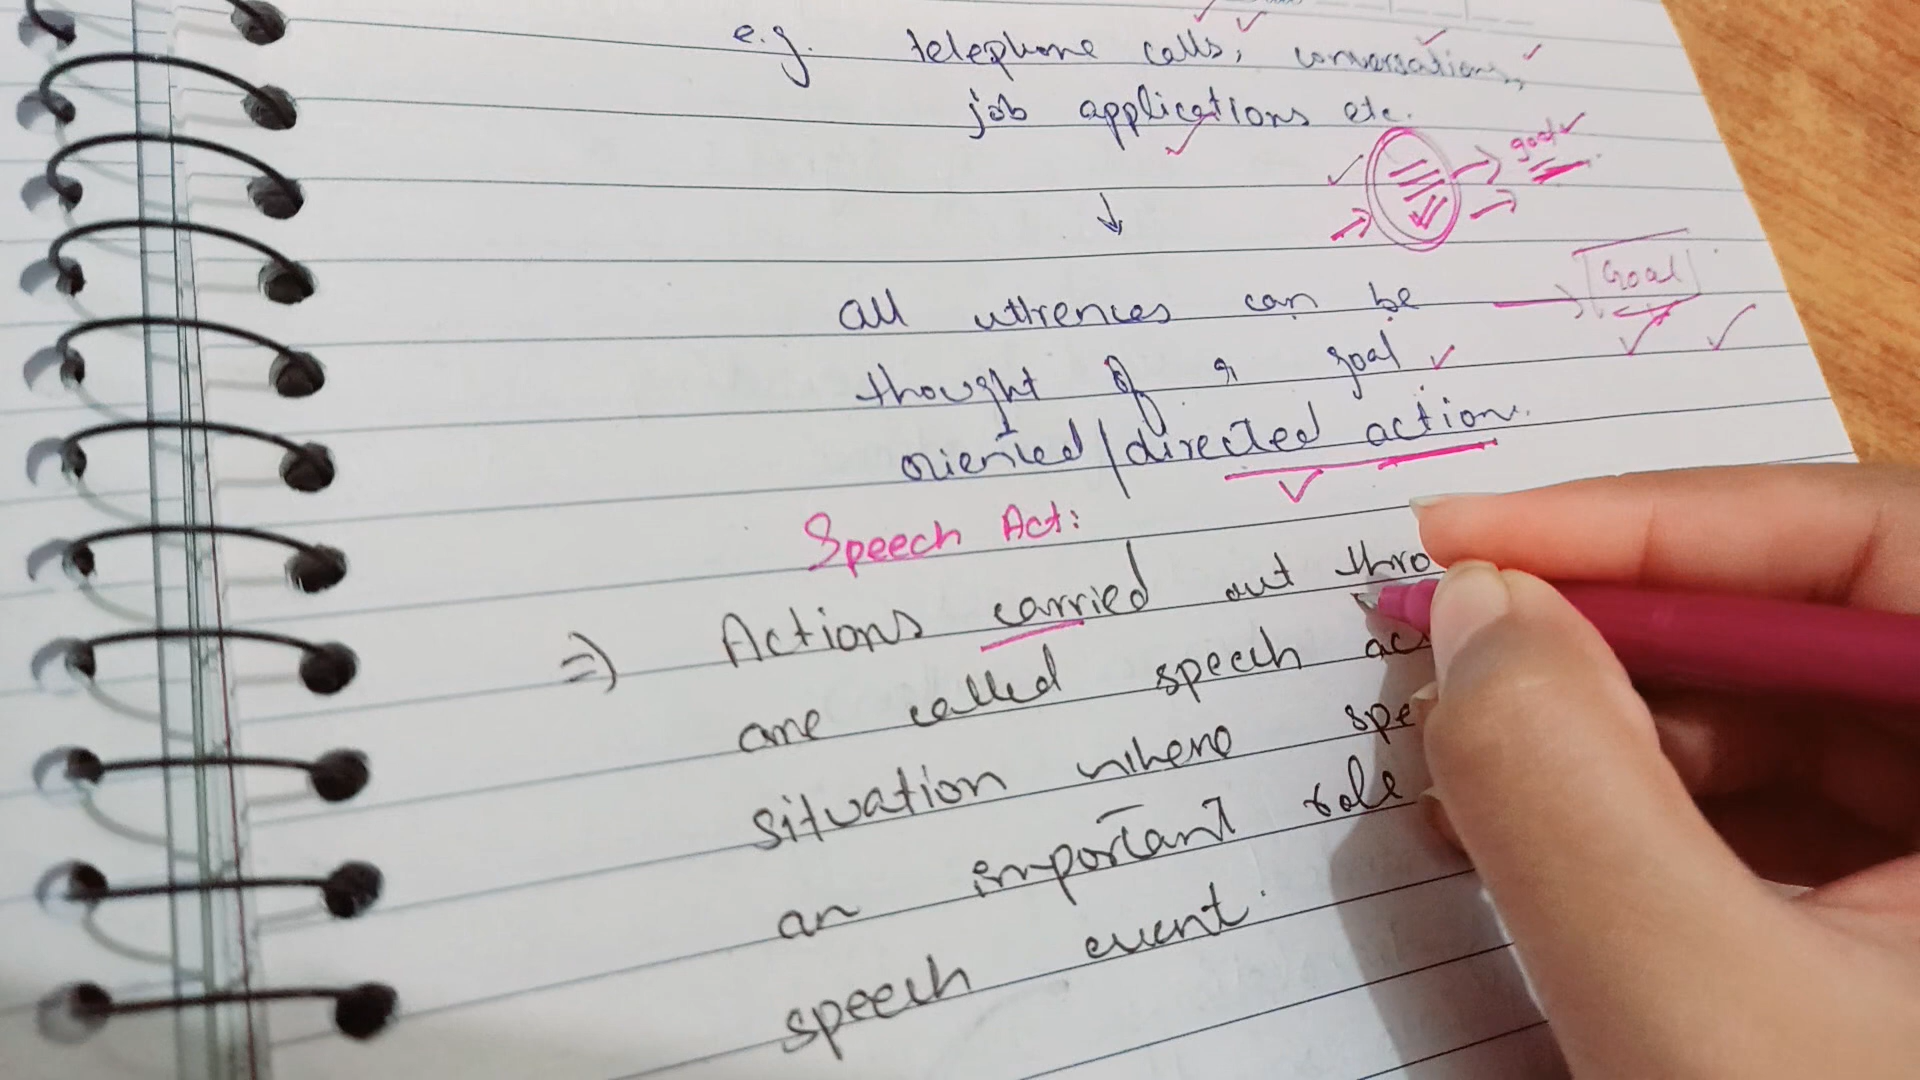 e.g. telephone calls, conversations,
job applications etc.
goal
All uttrences can be
Goal
thought of a goal
oriented/directed action.
Speech Act:
⇒ Actions carried out thro
are called speech ac
situation where spe
an important role
speech event.